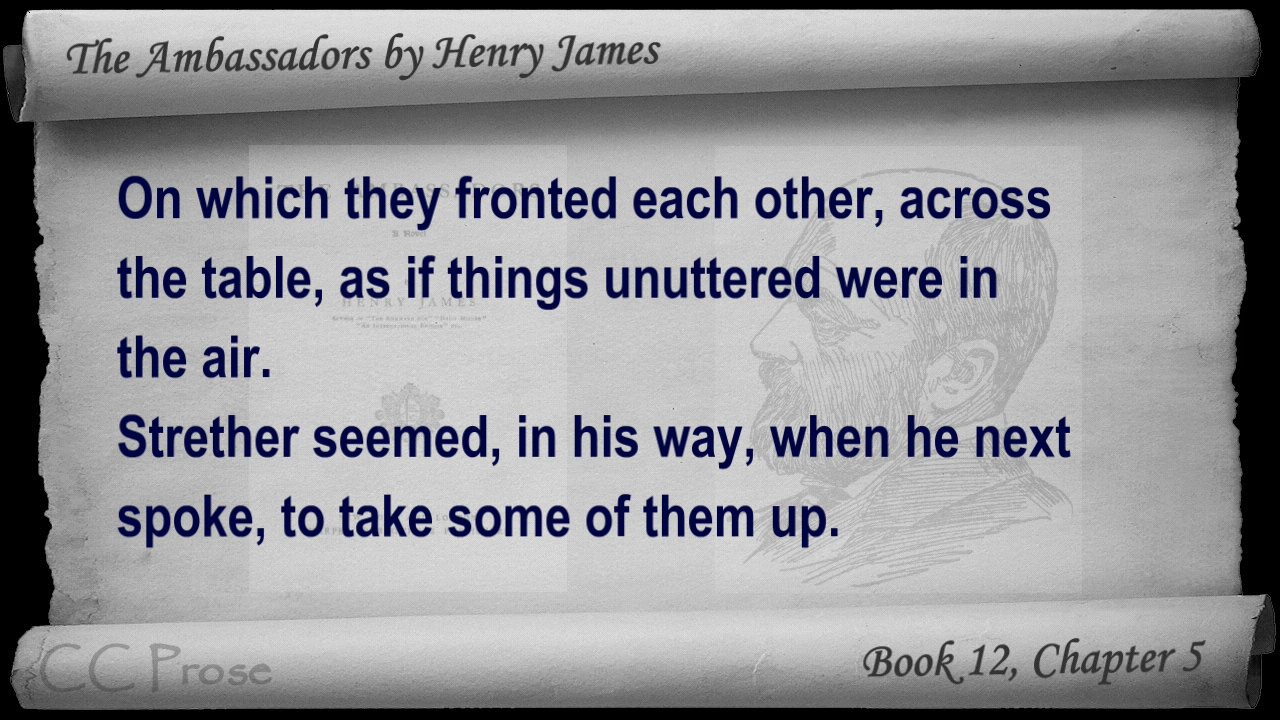 The Ambassadors by Henry James
On which they fronted each other, across
the table, as if things unuttered were in
the air.
Strether seemed, in his way, when he next
spoke, to take some of them up.
HENRY JAMES
CC Prose
Book 12, Chapter 5